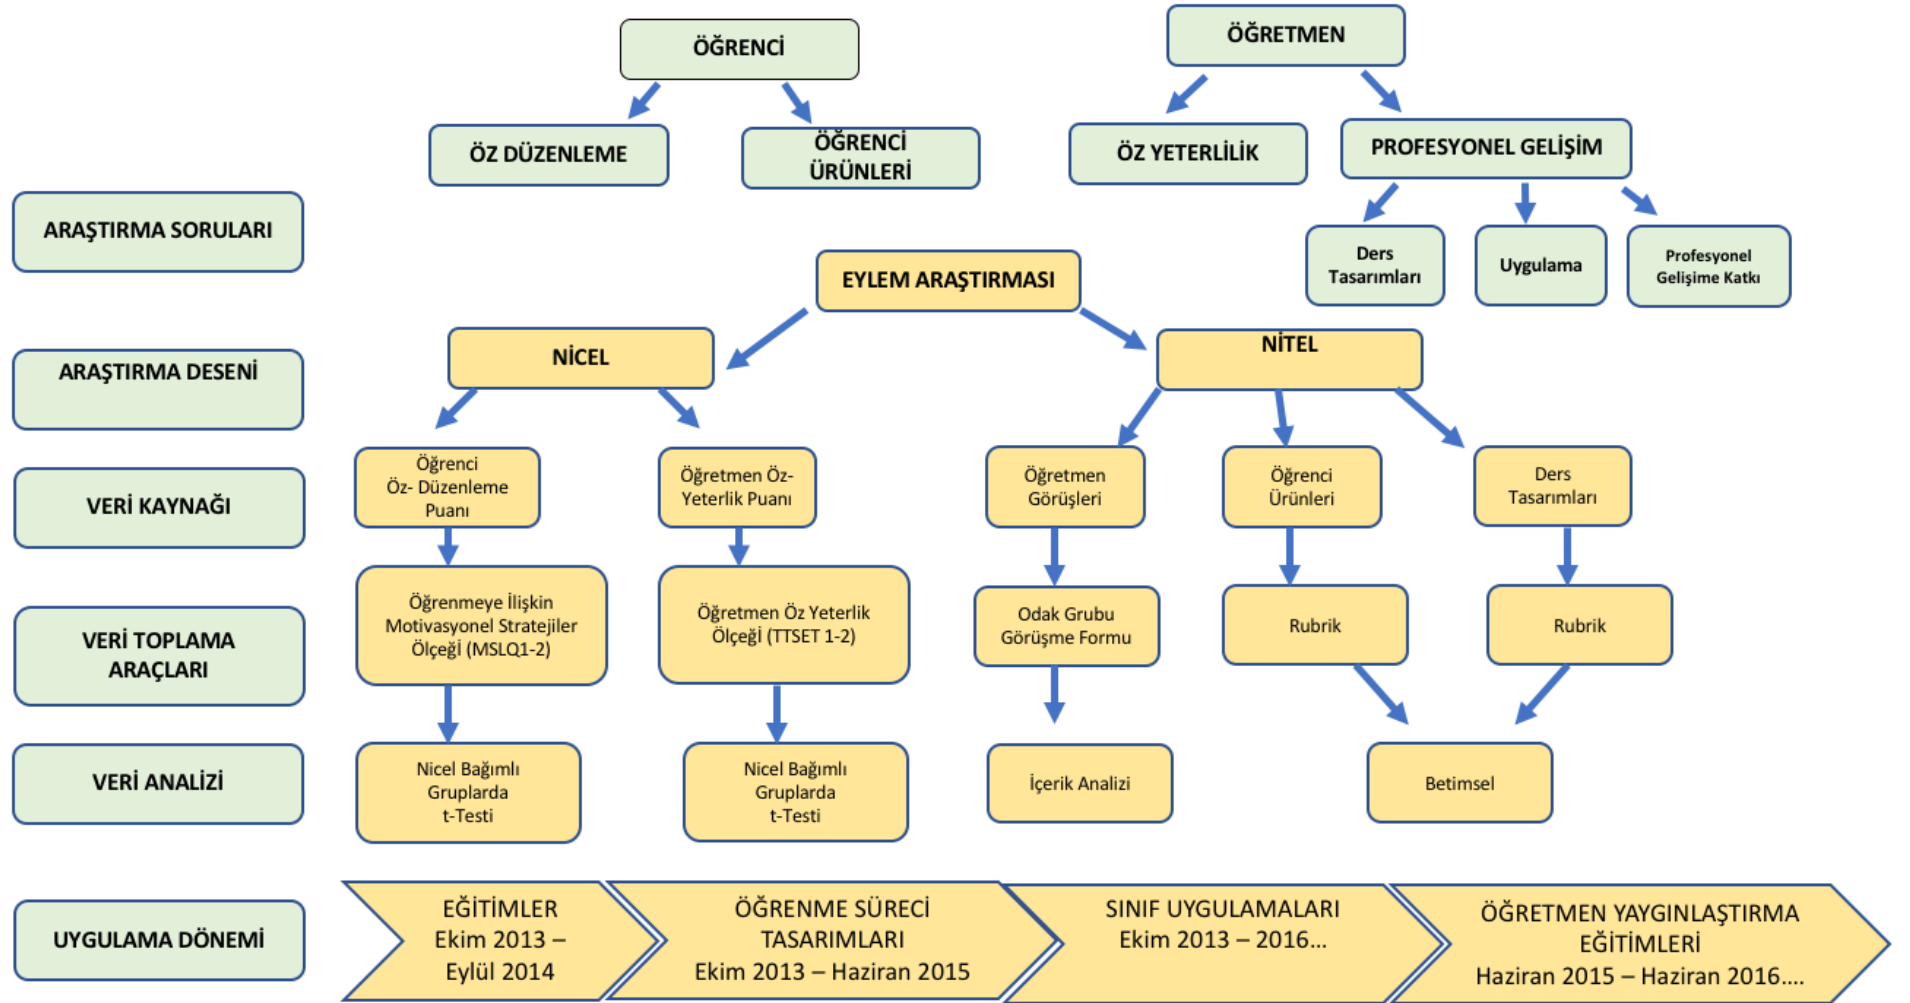 ÖĞRENCİ
ÖĞRETMEN
ÖZ DÜZENLEME
ÖĞRENCİ
ÜRÜNLERİ
ÖZ YETERLİLİK
PROFESYONEL GELİŞİM
ARAŞTIRMA SORULARI
Ders
Tasarımları
Uygulama
Profesyonel
Gelişime Katkı
EYLEM ARAŞTIRMASI
ARAŞTIRMA DESENİ
NİCEL
NİTEL
VERİ KAYNAĞI
Öğrenci
Öz- Düzenleme
Puanı
Öğretmen Öz-
Yeterlik Puanı
Öğretmen
Görüşleri
Öğrenci
Ürünleri
Ders
Tasarımları
VERİ TOPLAMA
ARAÇLARI
Öğrenmeye İlişkin
Motivasyonel Stratejiler
Ölçeği (MSLQ1-2)
Öğretmen Öz Yeterlik
Ölçeği (TTSET 1-2)
Odak Grubu
Görüşme Formu
Rubrik
Rubrik
VERİ ANALİZİ
Nicel Bağımlı
Gruplarda
t-Testi
Nicel Bağımlı
Gruplarda
t-Testi
İçerik Analizi
Betimsel
UYGULAMA DÖNEMİ
EĞİTİMLER
Ekim 2013 –
Eylül 2014
ÖĞRENME SÜRECİ
TASARIMLARI
Ekim 2013 – Haziran 2015
SINIF UYGULAMALARI
Ekim 2013 – 2016...
ÖĞRETMEN YAYGINLAŞTIRMA
EĞİTİMLERİ
Haziran 2015 – Haziran 2016....